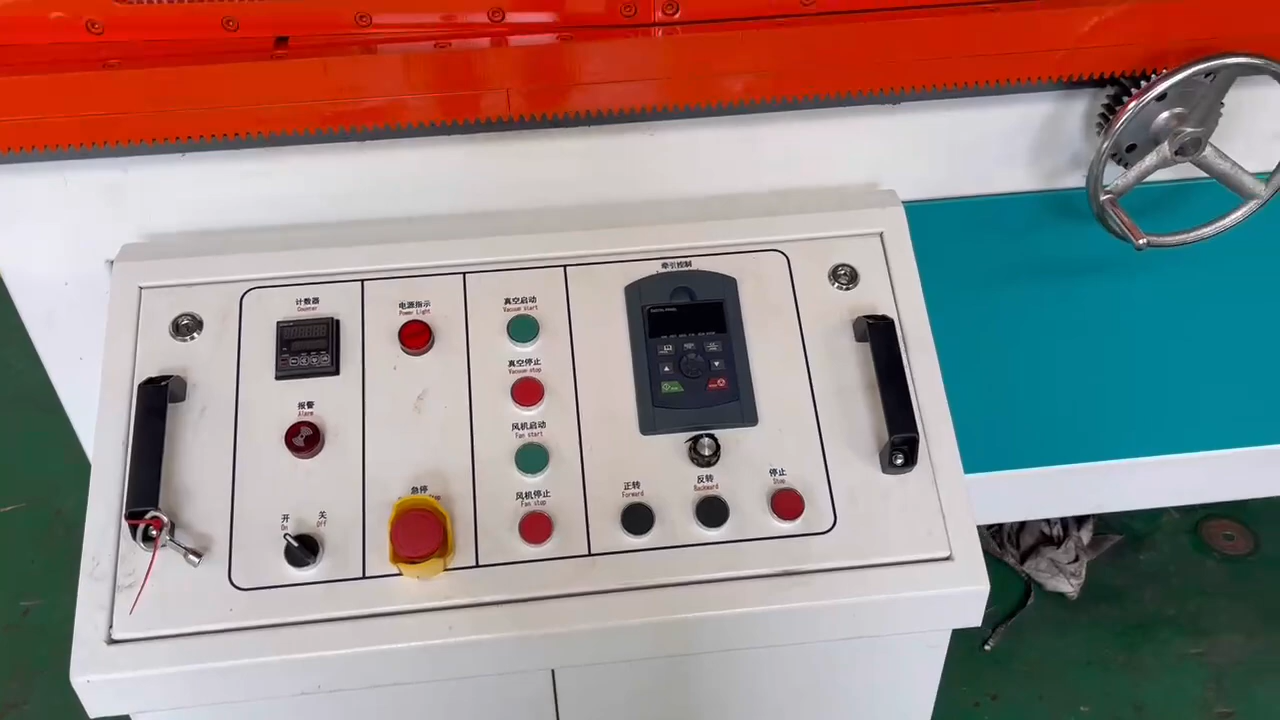 计数器
Counter
报警
Alarm
开
On
关
Off
电源指示
Power Light
急停
真空启动
Vacuum start
真空停止
Vacuum stop
风机启动
Fan start
风机停止
Fan stop
牵引控制
正转
Forward
反转
Backward
停止
Stop